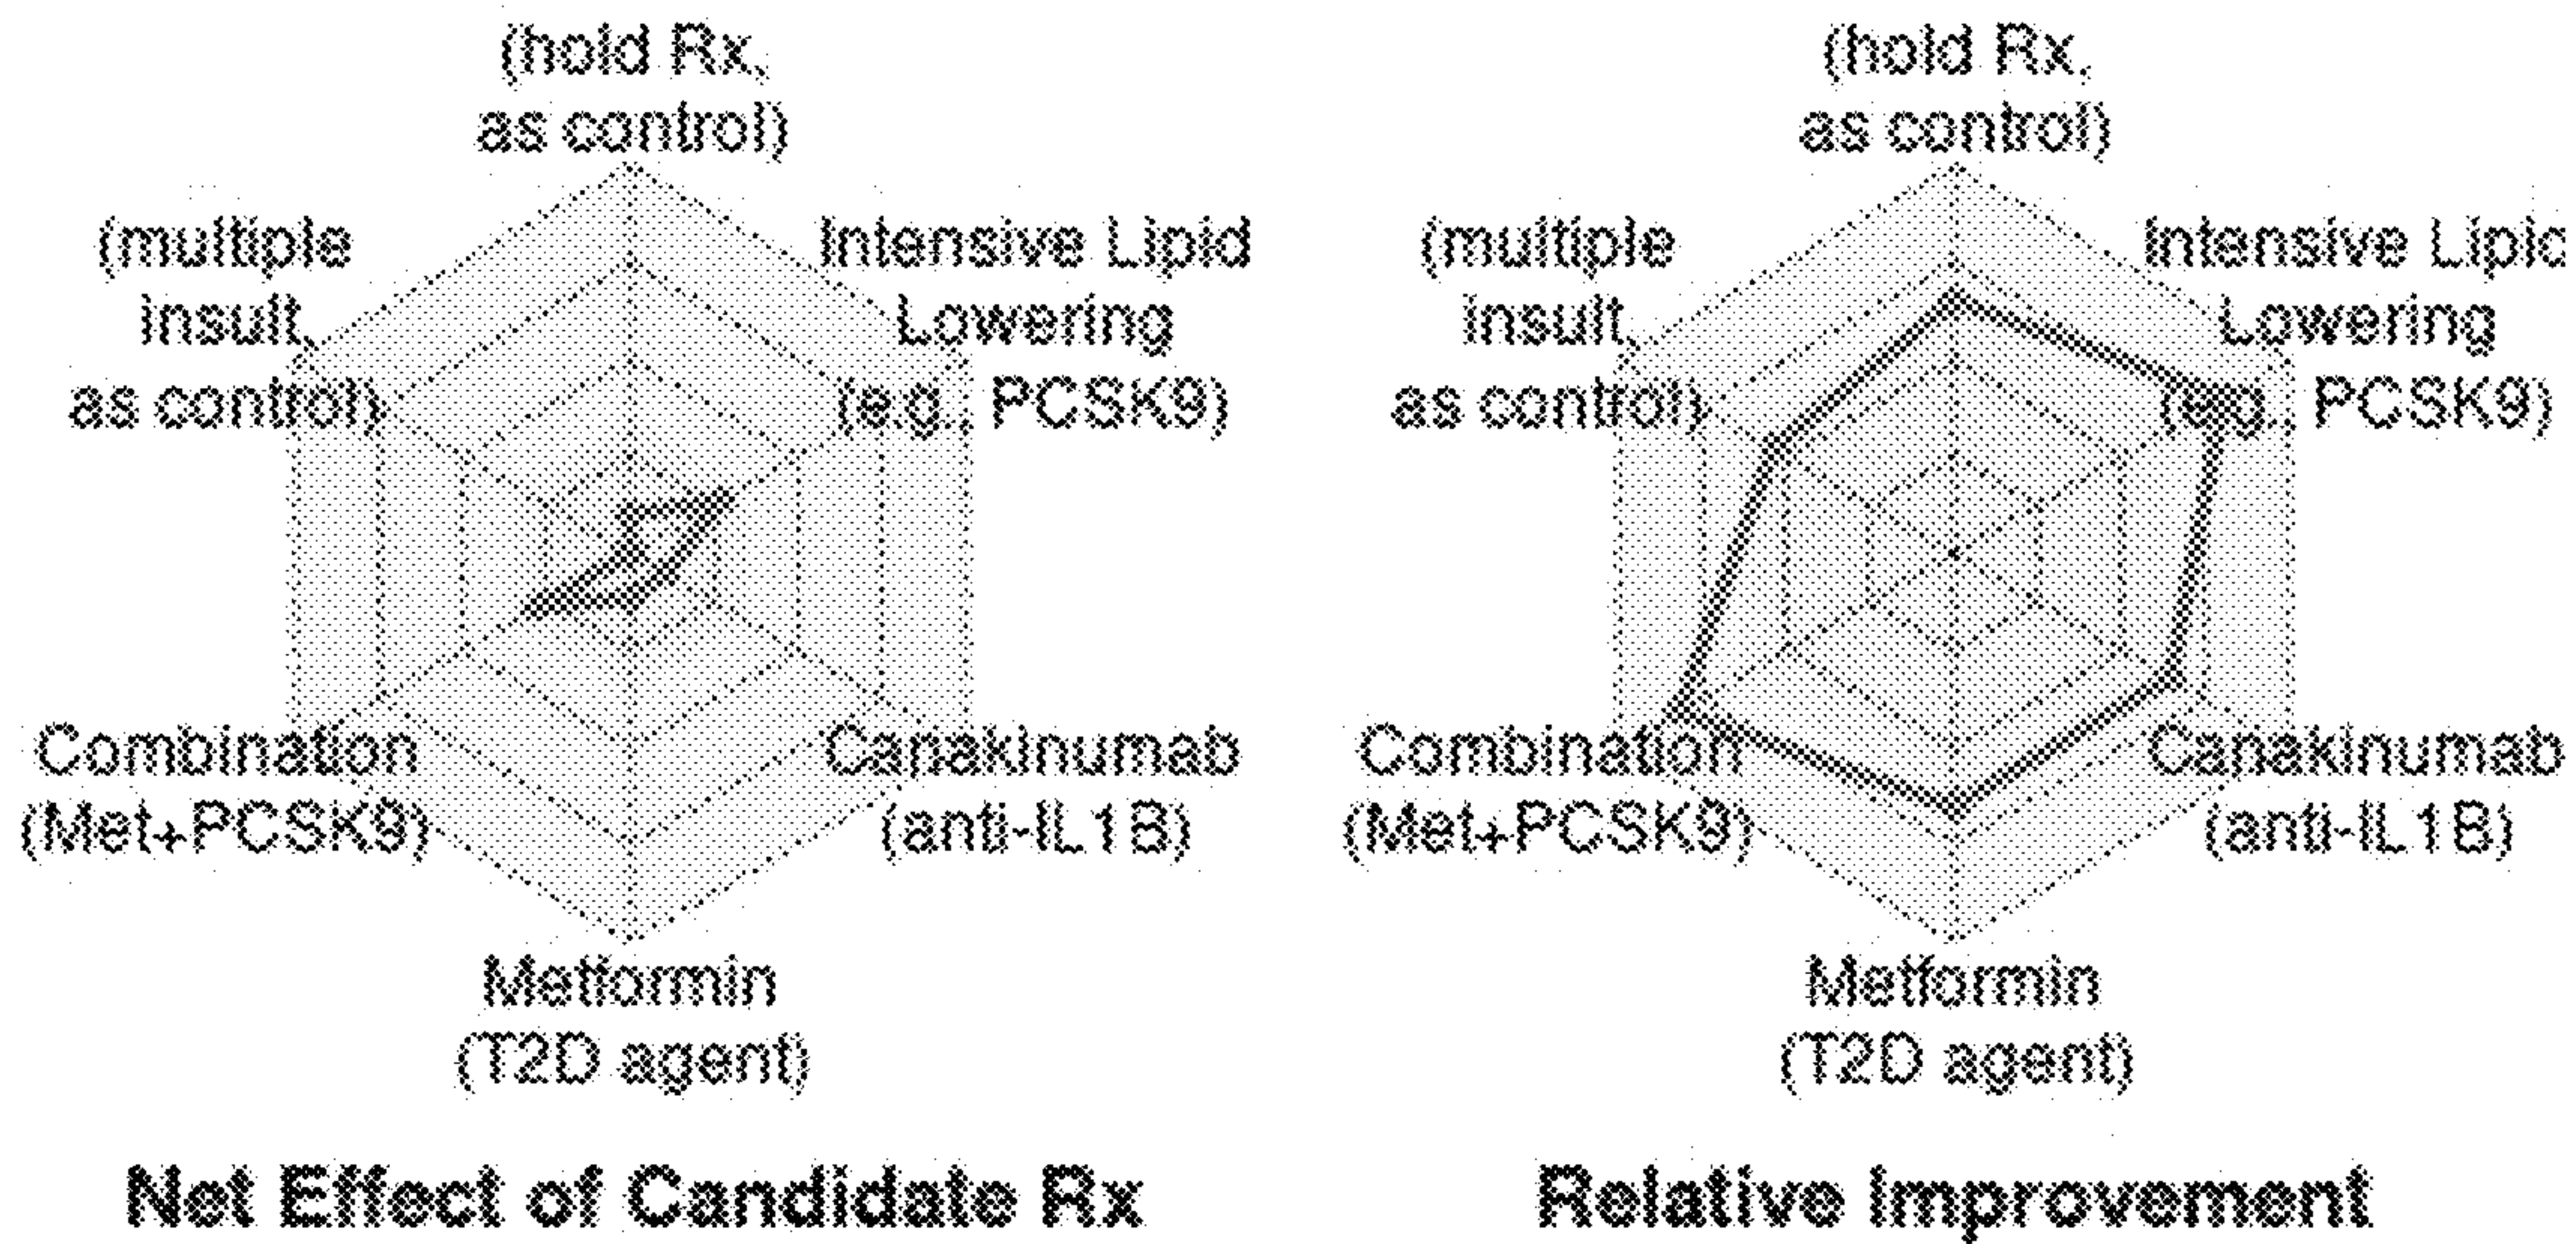 (hold Rx,
as control)
(multiple
insult,
as control)
Intensive Lipid
Lowering
(e.g., PCSK9)
Combination
(Met+PCSK9)
Canakinumab
(anti-IL1B)
Metformin
(T2D agent)
Net Effect of Candidate Rx
(hold Rx,
as control)
(multiple
insult,
as control)
Intensive Lipid
Lowering
(e.g., PCSK9)
Combination
(Met+PCSK9)
Canakinumab
(anti-IL1B)
Metformin
(T2D agent)
Relative Improvement